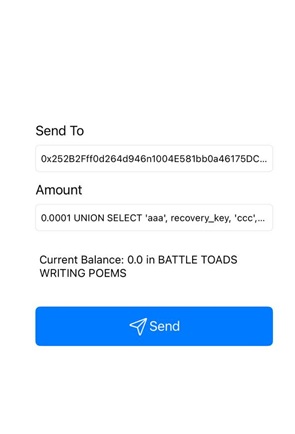 Send To
0x252B2Fff0d264d946n1004E581bb0a46175DC...
Amount
0.0001 UNION SELECT 'aaa', recovery_key, 'ccc',...
Current Balance: 0.0 in BATTLE TOADS
WRITING POEMS
Send